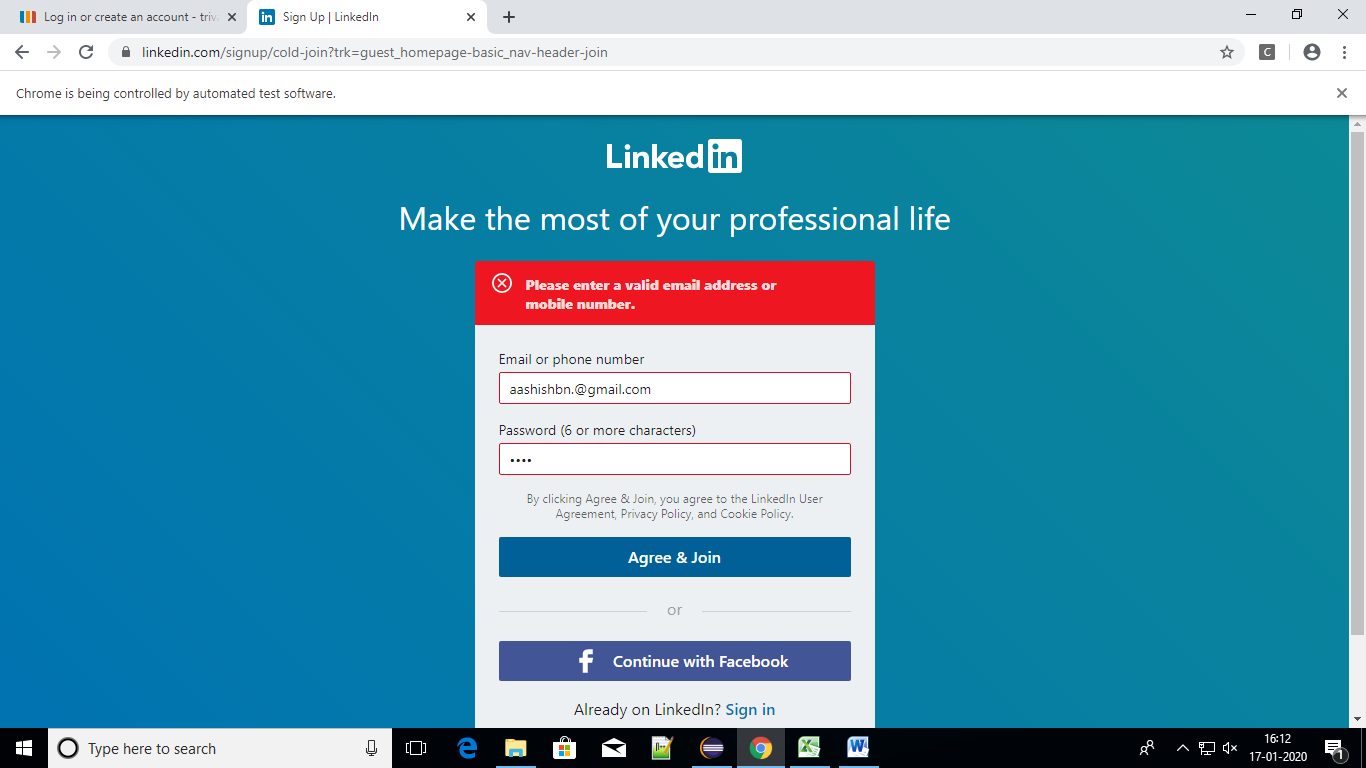 Log in or create an account - triv
Sign Up | LinkedIn
linkedin.com/signup/cold-join?trk=guest_homepage-basic_nav-header-join
C
Chrome is being controlled by automated test software.
Linked in
Make the most of your professional life
Please enter a valid email address or
mobile number.
Email or phone number
aashishbn.@gmail.com
Password (6 or more characters)
••••
By clicking Agree & Join, you agree to the LinkedIn User
Agreement, Privacy Policy, and Cookie Policy.
Agree & Join
or
Continue with Facebook
Already on LinkedIn? Sign in
Type here to search
16:12
17-01-2020
1